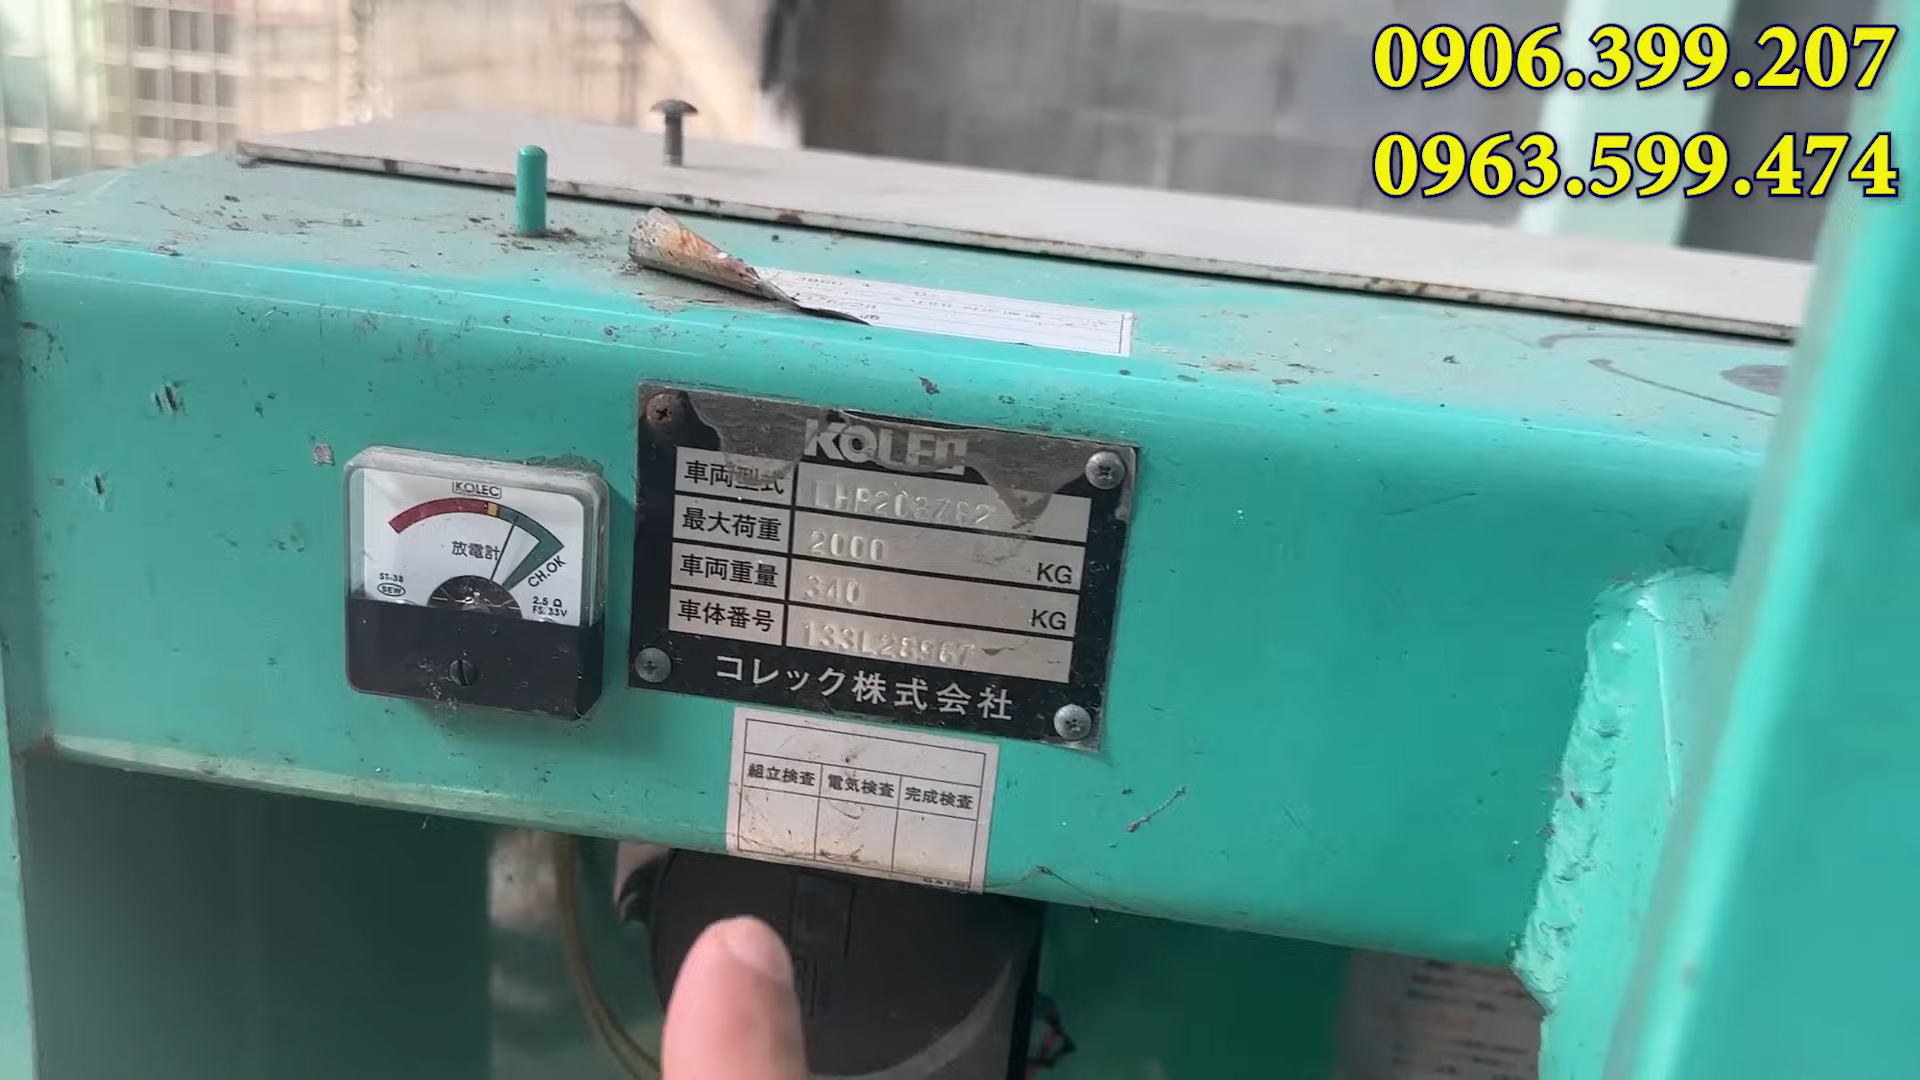 0906.399.207
0963.599.474
KOLEC
車両型式
最大荷重 2000 KG
車両重量 340 KG
車体番号 133L28967
コレック株式会社
KOLEC
放電計
CH.OK
ST-38
SEW
2.5 Ω
FS.33V
組立検査 電気検査 完成検査